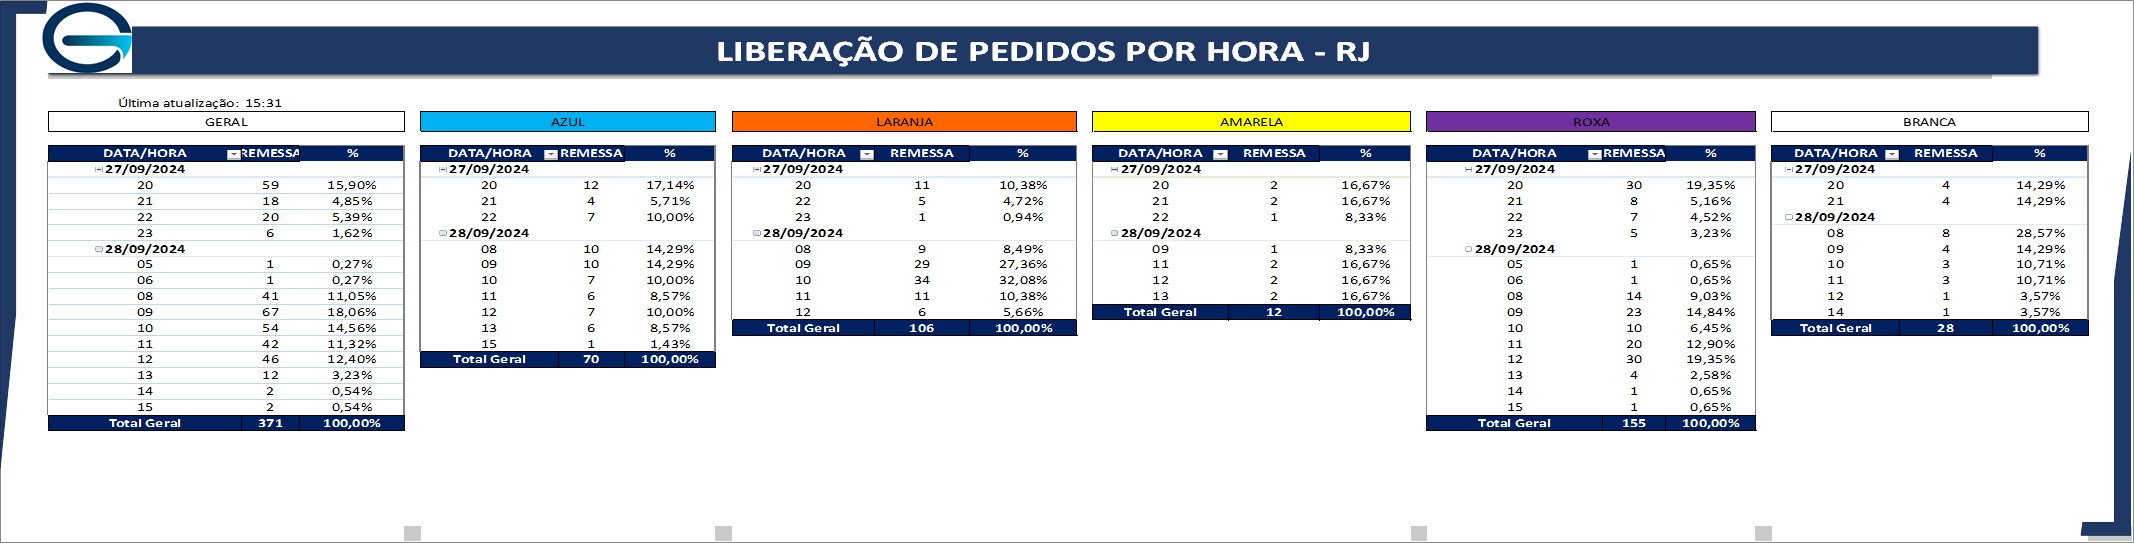 LIBERAÇÃO DE PEDIDOS POR HORA - RJ
Última atualização: 15:31
GERAL
DATA/HORA REMESSA %
27/09/2024
20 59 15,90%
21 18 4,85%
22 20 5,39%
23 6 1,62%
28/09/2024
05 1 0,27%
06 1 0,27%
08 41 11,05%
09 67 18,06%
10 54 14,56%
11 42 11,32%
12 46 12,40%
13 12 3,23%
14 2 0,54%
15 2 0,54%
Total Geral 371 100,00%
AZUL
DATA/HORA REMESSA %
27/09/2024
20 12 17,14%
21 4 5,71%
22 7 10,00%
28/09/2024
08 10 14,29%
09 10 14,29%
10 7 10,00%
11 6 8,57%
12 7 10,00%
13 6 8,57%
15 1 1,43%
Total Geral 70 100,00%
LARANJA
DATA/HORA REMESSA %
27/09/2024
20 11 10,38%
22 5 4,72%
23 1 0,94%
28/09/2024
08 9 8,49%
09 29 27,36%
10 34 32,08%
11 11 10,38%
12 6 5,66%
Total Geral 106 100,00%
AMARELA
DATA/HORA REMESSA %
27/09/2024
20 2 16,67%
21 2 16,67%
22 1 8,33%
28/09/2024
09 1 8,33%
11 2 16,67%
12 2 16,67%
13 2 16,67%
Total Geral 12 100,00%
ROXA
DATA/HORA REMESSA %
27/09/2024
20 30 19,35%
21 8 5,16%
22 7 4,52%
23 5 3,23%
28/09/2024
05 1 0,65%
06 1 0,65%
08 14 9,03%
09 23 14,84%
10 10 6,45%
11 20 12,90%
12 30 19,35%
13 4 2,58%
14 1 0,65%
15 1 0,65%
Total Geral 155 100,00%
BRANCA
DATA/HORA REMESSA %
27/09/2024
20 4 14,29%
21 4 14,29%
28/09/2024
08 8 28,57%
09 4 14,29%
10 3 10,71%
11 3 10,71%
12 1 3,57%
14 1 3,57%
Total Geral 28 100,00%